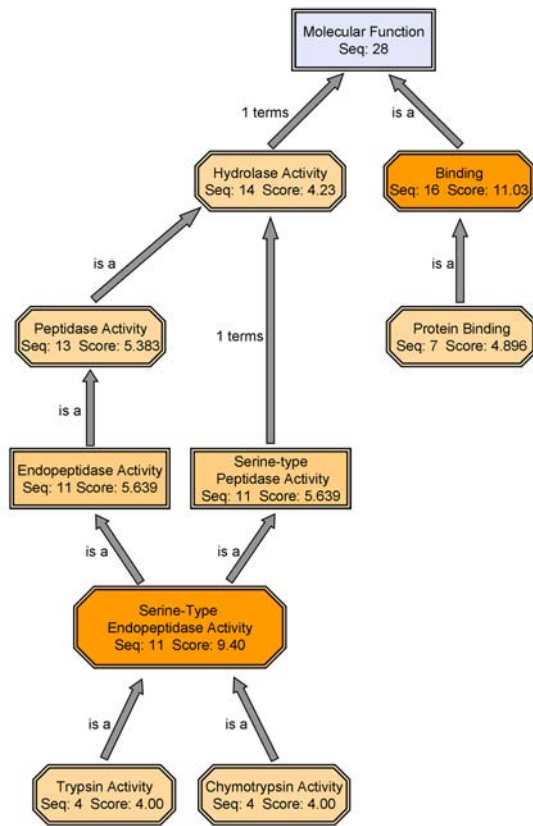 Molecular Function
Seq: 28
1 terms
is a
Hydrolase Activity
Seq: 14 Score: 4.23
Binding
Seq: 16 Score: 11.03
is a
is a
Peptidase Activity
Seq: 13 Score: 5.383
1 terms
Protein Binding
Seq: 7 Score: 4.896
is a
Endopeptidase Activity
Seq: 11 Score: 5.639
Serine-type
Peptidase Activity
Seq: 11 Score: 5.639
is a
is a
Serine-Type
Endopeptidase Activity
Seq: 11 Score: 9.40
is a
is a
Trypsin Activity
Seq: 4 Score: 4.00
Chymotrypsin Activity
Seq: 4 Score: 4.00